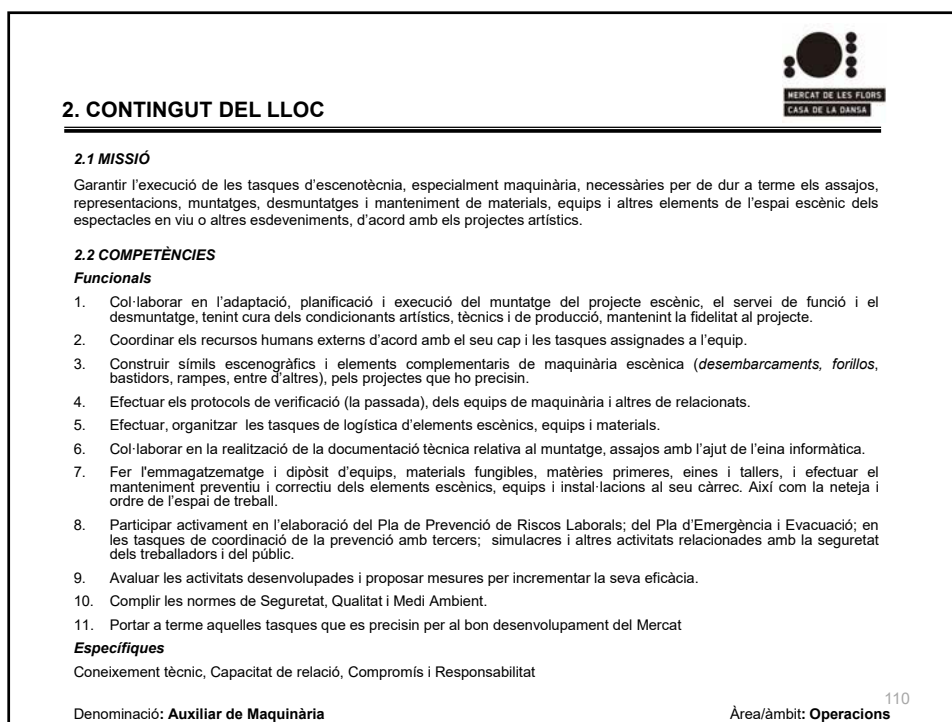 MERCAT DE LES FLORS
CASA DE LA DANSA
2. CONTINGUT DEL LLOC
2.1 MISSIÓ
Garantir l'execució de les tasques d'escenotècnia, especialment maquinària, necessàries per de dur a terme els assajos,
representacions, muntatges, desmuntatges i manteniment de materials, equips i altres elements de l'espai escènic dels
espectacles en viu o altres esdeveniments, d'acord amb els projectes artístics.
2.2 COMPETÈNCIES
Funcionals
1. Col·laborar en l'adaptació, planificació i execució del muntatge del projecte escènic, el servei de funció i el
desmuntatge, tenint cura dels condicionants artístics, tècnics i de producció, mantenint la fidelitat al projecte.
2. Coordinar els recursos humans externs d'acord amb el seu cap i les tasques assignades a l'equip.
3. Construir símils escenogràfics i elements complementaris de maquinària escènica (desembarcaments, forillos,
bastidors, rampes, entre d'altres), pels projectes que ho precisin.
4. Efectuar els protocols de verificació (la passada), dels equips de maquinària i altres de relacionats.
5. Efectuar, organitzar les tasques de logística d'elements escènics, equips i materials.
6. Col·laborar en la realització de la documentació tècnica relativa al muntatge, assajos amb l'ajut de l'eina informàtica.
7. Fer l'emmagatzematge i dipòsit d'equips, materials fungibles, matèries primeres, eines i tallers, i efectuar el
manteniment preventiu i correctiu dels elements escènics, equips i instal·lacions al seu càrrec. Així com la neteja i
ordre de l'espai de treball.
8. Participar activament en l'elaboració del Pla de Prevenció de Riscos Laborals; del Pla d'Emergència i Evacuació; en
les tasques de coordinació de la prevenció amb tercers; simulacres i altres activitats relacionades amb la seguretat
dels treballadors i del públic.
9. Avaluar les activitats desenvolupades i proposar mesures per incrementar la seva eficàcia.
10. Complir les normes de Seguretat, Qualitat i Medi Ambient.
11. Portar a terme aquelles tasques que es precisin per al bon desenvolupament del Mercat
Específiques
Coneixement tècnic, Capacitat de relació, Compromís i Responsabilitat
110
Denominació: Auxiliar de Maquinària Àrea/àmbit: Operacions